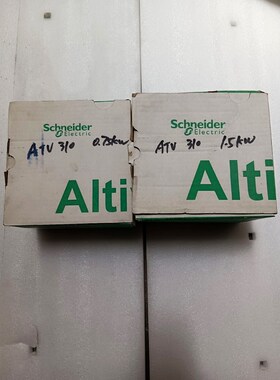 Schneider
Electric
ATV 310 0.75kw
Alti
Schneider
Electric
ATV 310 1.5kw
Alti